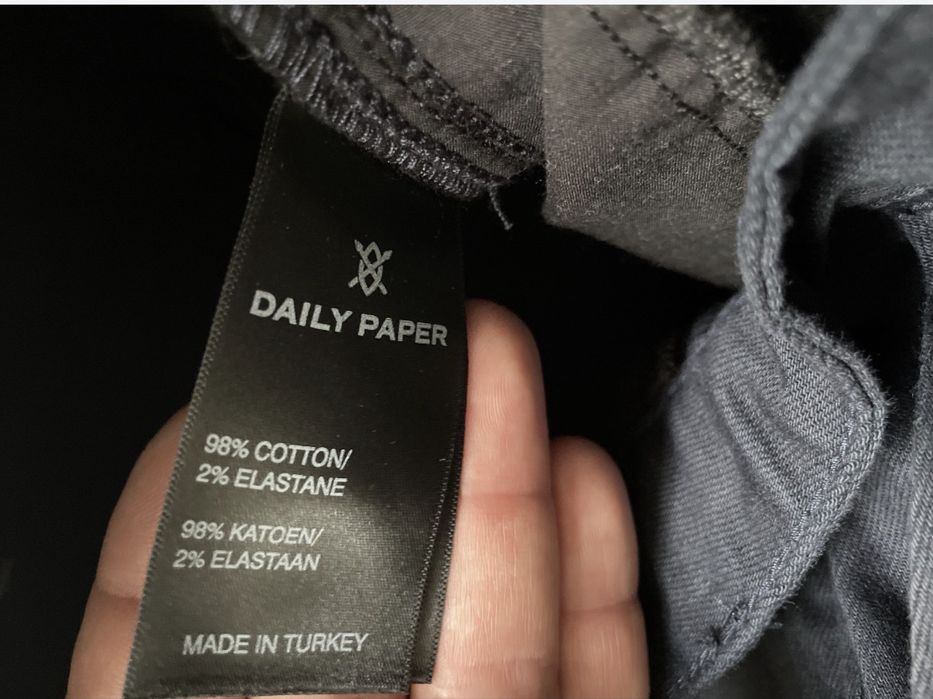 DAILY PAPER
98% COTTON/
2% ELASTANE
98% KATOEN/
2% ELASTAAN
MADE IN TURKEY